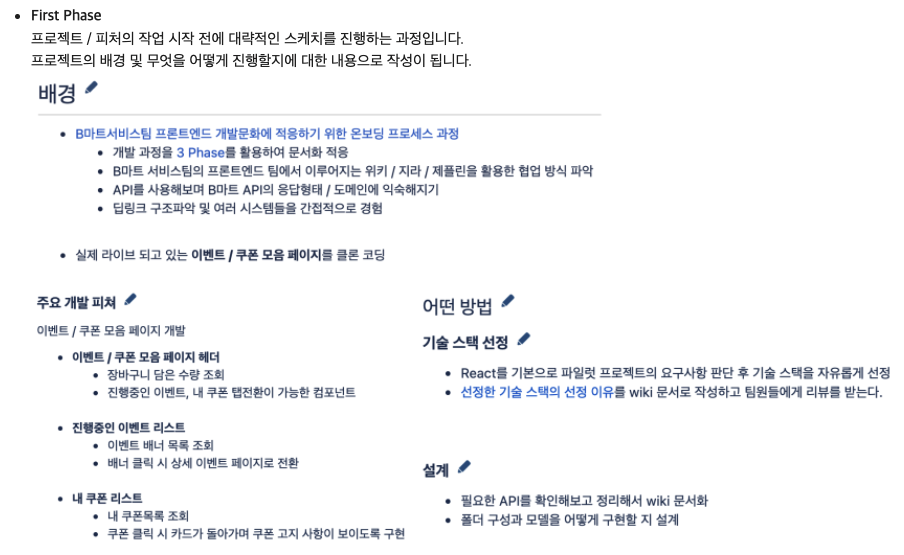 First Phase
프로젝트 / 피처의 작업 시작 전에 대략적인 스케치를 진행하는 과정입니다.
프로젝트의 배경 및 무엇을 어떻게 진행할지에 대한 내용으로 작성이 됩니다.
배경
B마트서비스팀 프론트엔드 개발문화에 적응하기 위한 온보딩 프로세스 과정
개발 과정을 3 Phase를 활용하여 문서화 적응
B마트 서비스팀의 프론트엔드 팀에서 이루어지는 위키 / 지라 / 제플린을 활용한 협업 방식 파악
API를 사용해보며 B마트 API의 응답형태 / 도메인에 익숙해지기
딥링크 구조파악 및 여러 시스템들을 간접적으로 경험
실제 라이브 되고 있는 이벤트 / 쿠폰 모음 페이지를 클론 코딩
주요 개발 피쳐
이벤트 / 쿠폰 모음 페이지 개발
이벤트 / 쿠폰 모음 페이지 헤더
장바구니 담은 수량 조회
진행중인 이벤트, 내 쿠폰 탭전환이 가능한 컴포넌트
진행중인 이벤트 리스트
이벤트 배너 목록 조회
배너 클릭 시 상세 이벤트 페이지로 전환
내 쿠폰 리스트
내 쿠폰목록 조회
쿠폰 클릭 시 카드가 돌아가며 쿠폰 고지 사항이 보이도록 구현
어떤 방법
기술 스택 선정
React를 기본으로 파일럿 프로젝트의 요구사항 판단 후 기술 스택을 자유롭게 선정
선정한 기술 스택의 선정 이유를 wiki 문서로 작성하고 팀원들에게 리뷰를 받는다.
설계
필요한 API를 확인해보고 정리해서 wiki 문서화
폴더 구성과 모델을 어떻게 구현할 지 설계